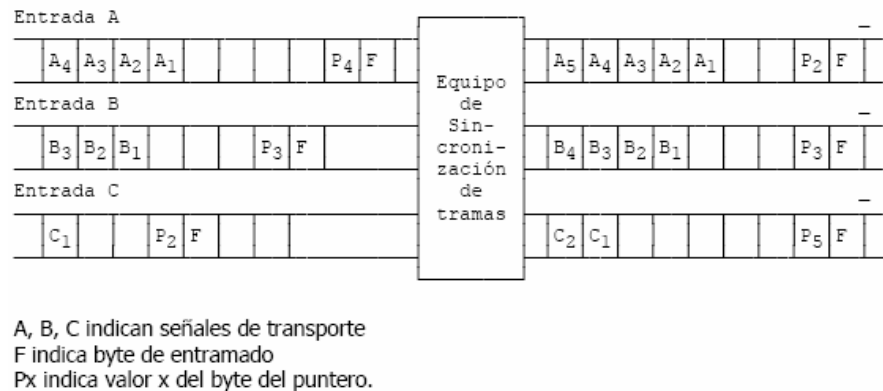 Entrada A
A4 A3 A2 A1 P4 F
A5 A4 A3 A2 A1 P2 F
Entrada B
B3 B2 B1 P3 F
B4 B3 B2 B1 P3 F
Entrada C
C1 P2 F
C2 C1 P5 F
Equipo
de
Sin-
croni-
zación
de
tramas
A, B, C indican señales de transporte
F indica byte de entramado
Px indica valor x del byte del puntero.